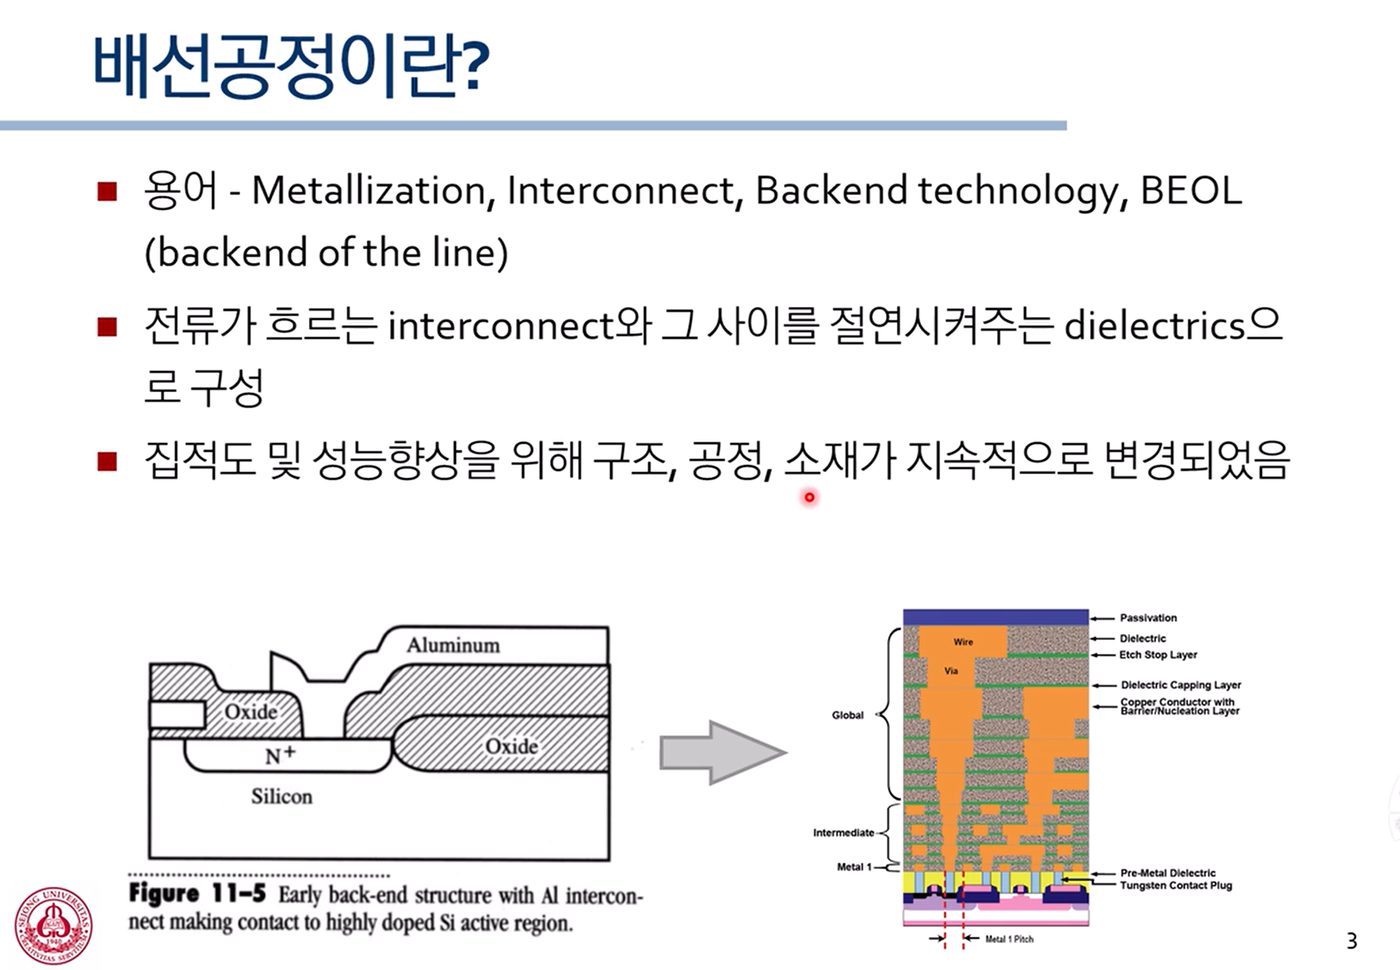 배선공정이란?
용어 - Metallization, Interconnect, Backend technology, BEOL
(backend of the line)
전류가 흐르는 interconnect와 그 사이를 절연시켜주는 dielectrics으
로 구성
집적도 및 성능향상을 위해 구조, 공정, 소재가 지속적으로 변경되었음
Aluminum
Oxide
N+
Oxide
Silicon
Figure 11–5 Early back-end structure with Al intercon-
nect making contact to highly doped Si active region.
Passivation
Wire
Dielectric
Etch Stop Layer
Via
Dielectric Capping Layer
Copper Conductor with
Barrier/Nucleation Layer
Global
Intermediate
Metal 1
Pre-Metal Dielectric
Tungsten Contact Plug
Metal 1 Pitch
SEJONG UNIVERSITAS
1940
3